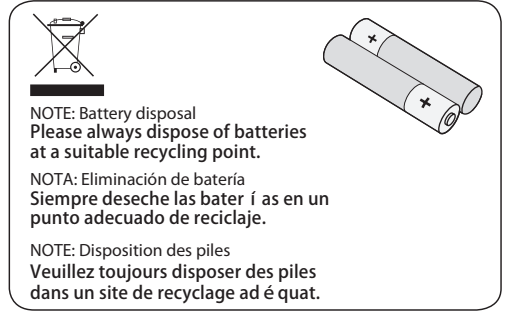 NOTE: Battery disposal
Please always dispose of batteries
at a suitable recycling point.
NOTA: Eliminación de batería
Siempre deseche las bater í as en un
punto adecuado de reciclaje.
NOTE: Disposition des piles
Veuillez toujours disposer des piles
dans un site de recyclage ad é quat.